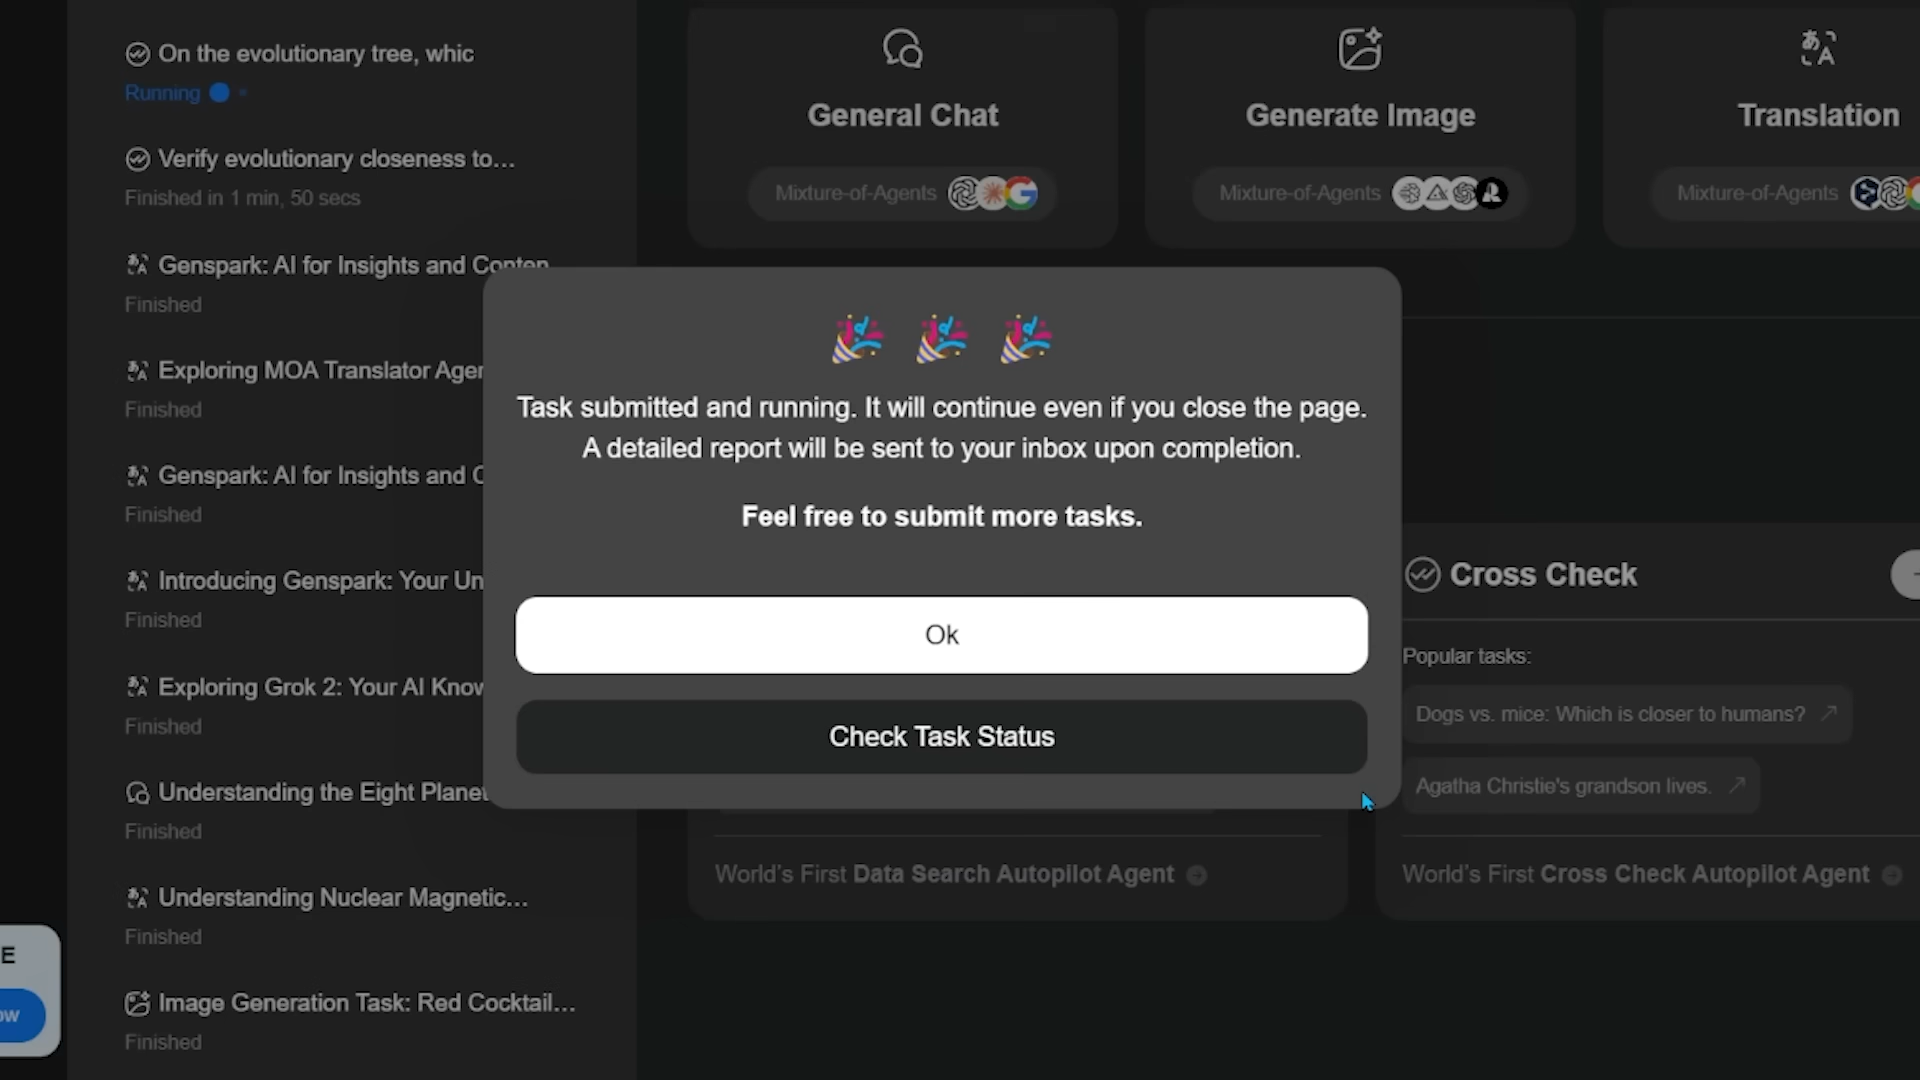 On the evolutionary tree, whic
Running
Verify evolutionary closeness to...
Finished in 1 min, 50 secs
Genspark: AI for Insights and Conten
Finished
Exploring MOA Translator Agen
Finished
Genspark: AI for Insights and C
Finished
Introducing Genspark: Your Un
Finished
Exploring Grok 2: Your AI Know
Finished
Understanding the Eight Planet
Finished
Understanding Nuclear Magnetic...
Finished
Image Generation Task: Red Cocktail...
Finished
E
ow
General Chat
Mixture-of-Agents
Generate Image
Mixture-of-Agents
Translation
Mixture-of-Agents
Task submitted and running. It will continue even if you close the page.
A detailed report will be sent to your inbox upon completion.
Feel free to submit more tasks.
Ok
Check Task Status
World's First Data Search Autopilot Agent
Cross Check
Popular tasks:
Dogs vs. mice: Which is closer to humans?
Agatha Christie's grandson lives.
World's First Cross Check Autopilot Agent